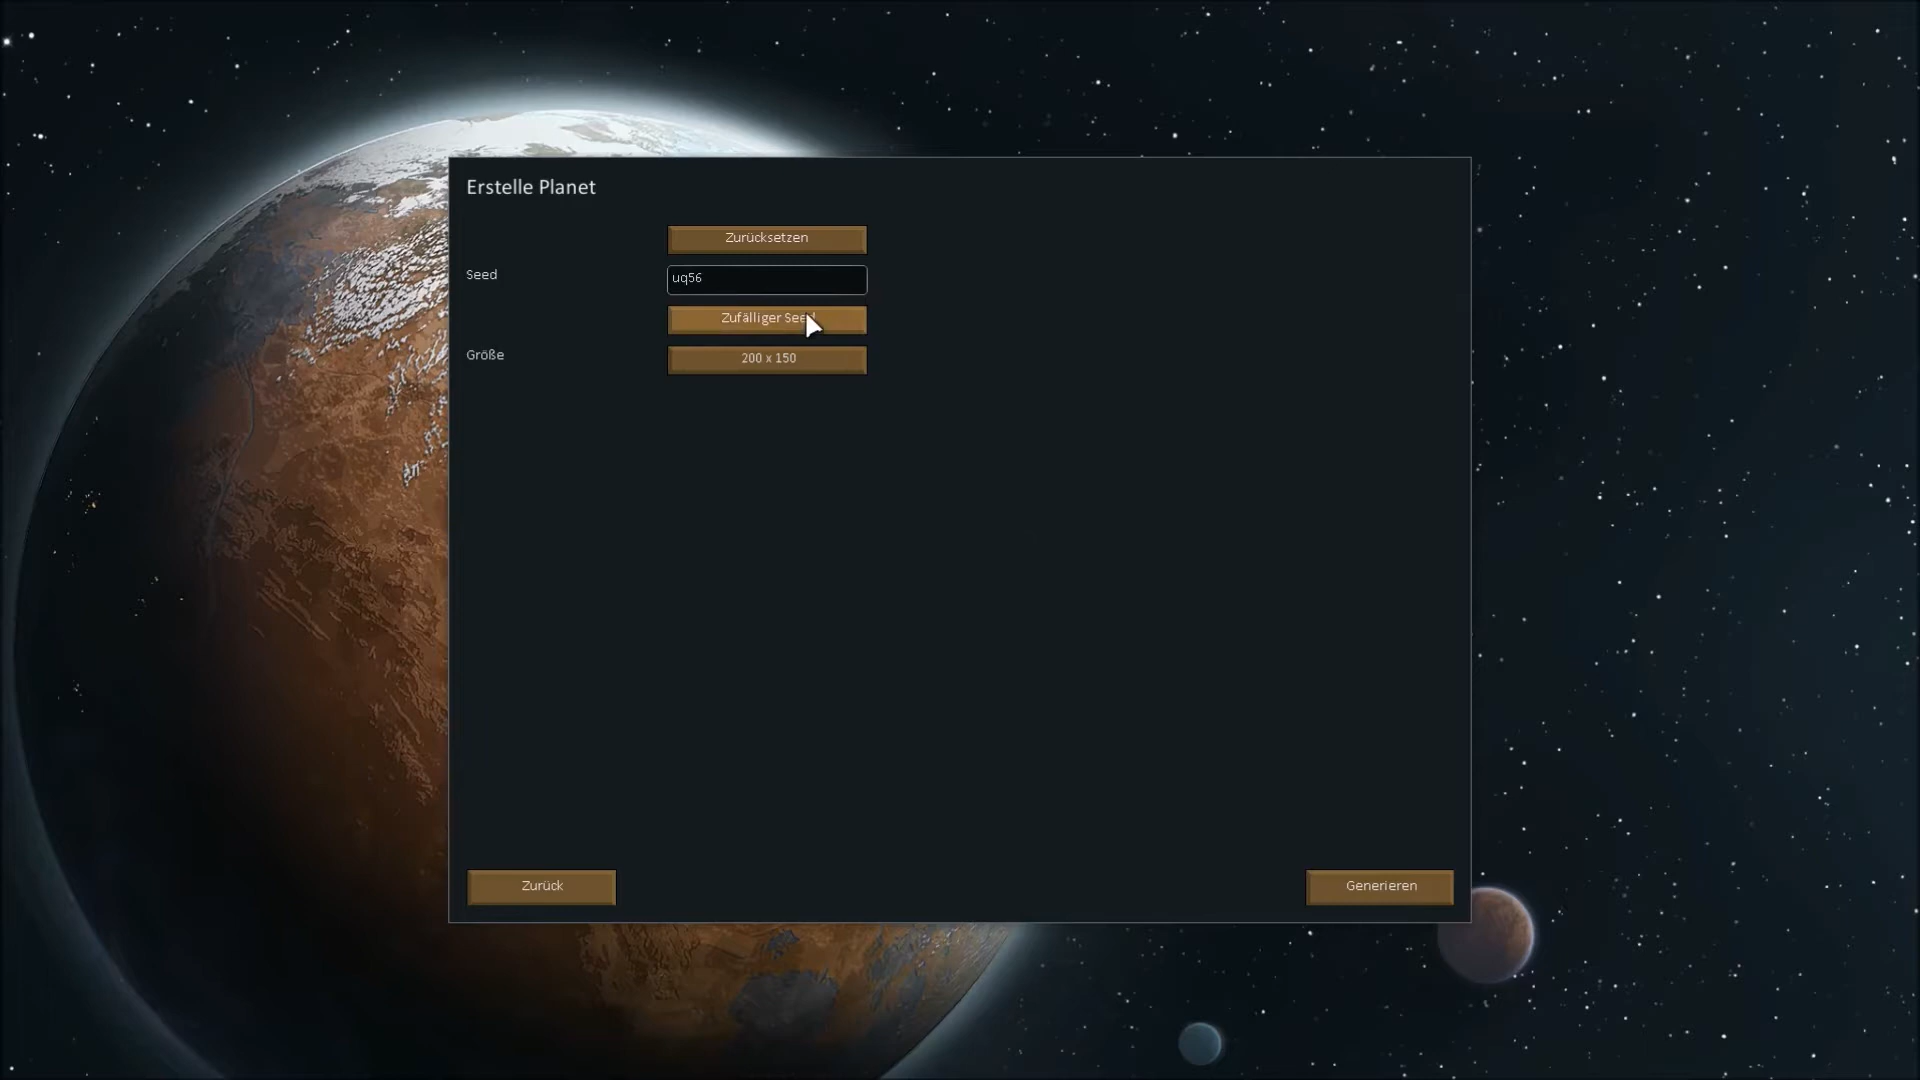 Erstelle Planet
Zurücksetzen
Seed
uq56
Zufälliger Seed
Größe
200 x 150
Zurück
Generieren